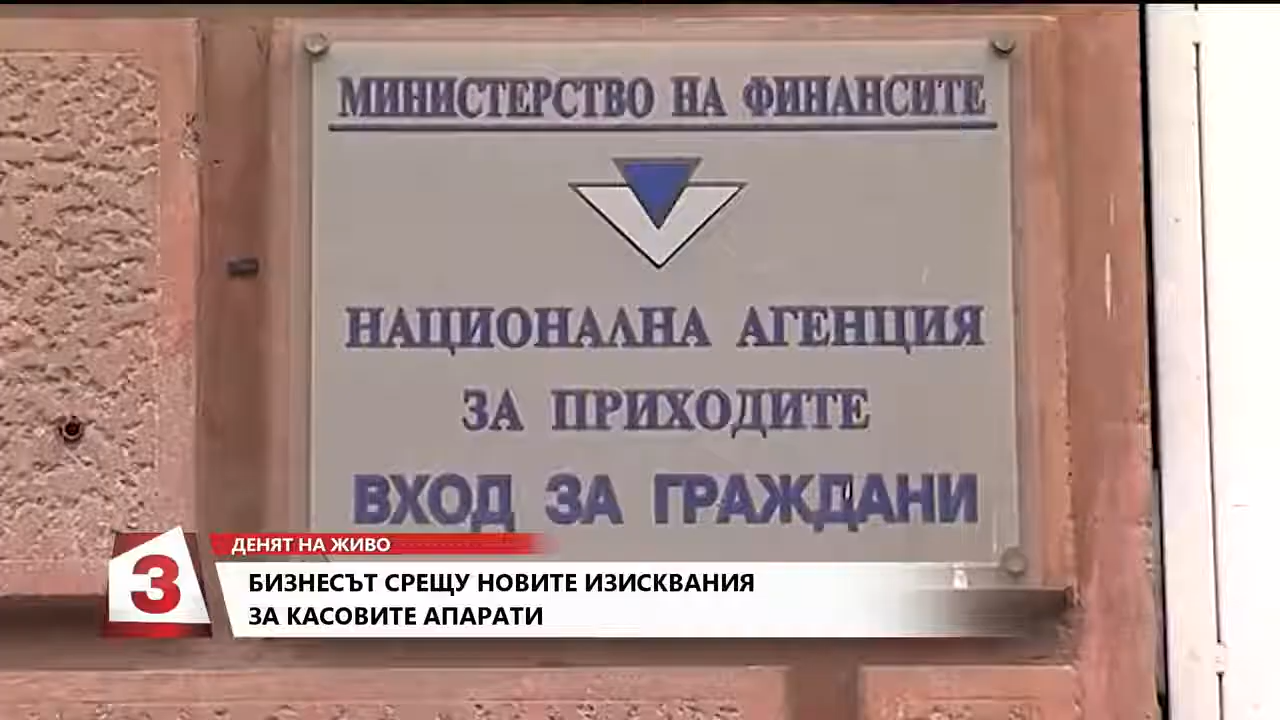 МИНИСТЕРСТВО НА ФИНАНСИТЕ
НАЦИОНАЛНА АГЕНЦИЯ
ЗА ПРИХОДИТЕ
ВХОД ЗА ГРАЖДАНИ
ДЕНЯТ НА ЖИВО
3
БИЗНЕСЪТ СРЕЩУ НОВИТЕ ИЗИСКВАНИЯ
ЗА КАСОВИТЕ АПАРАТИ